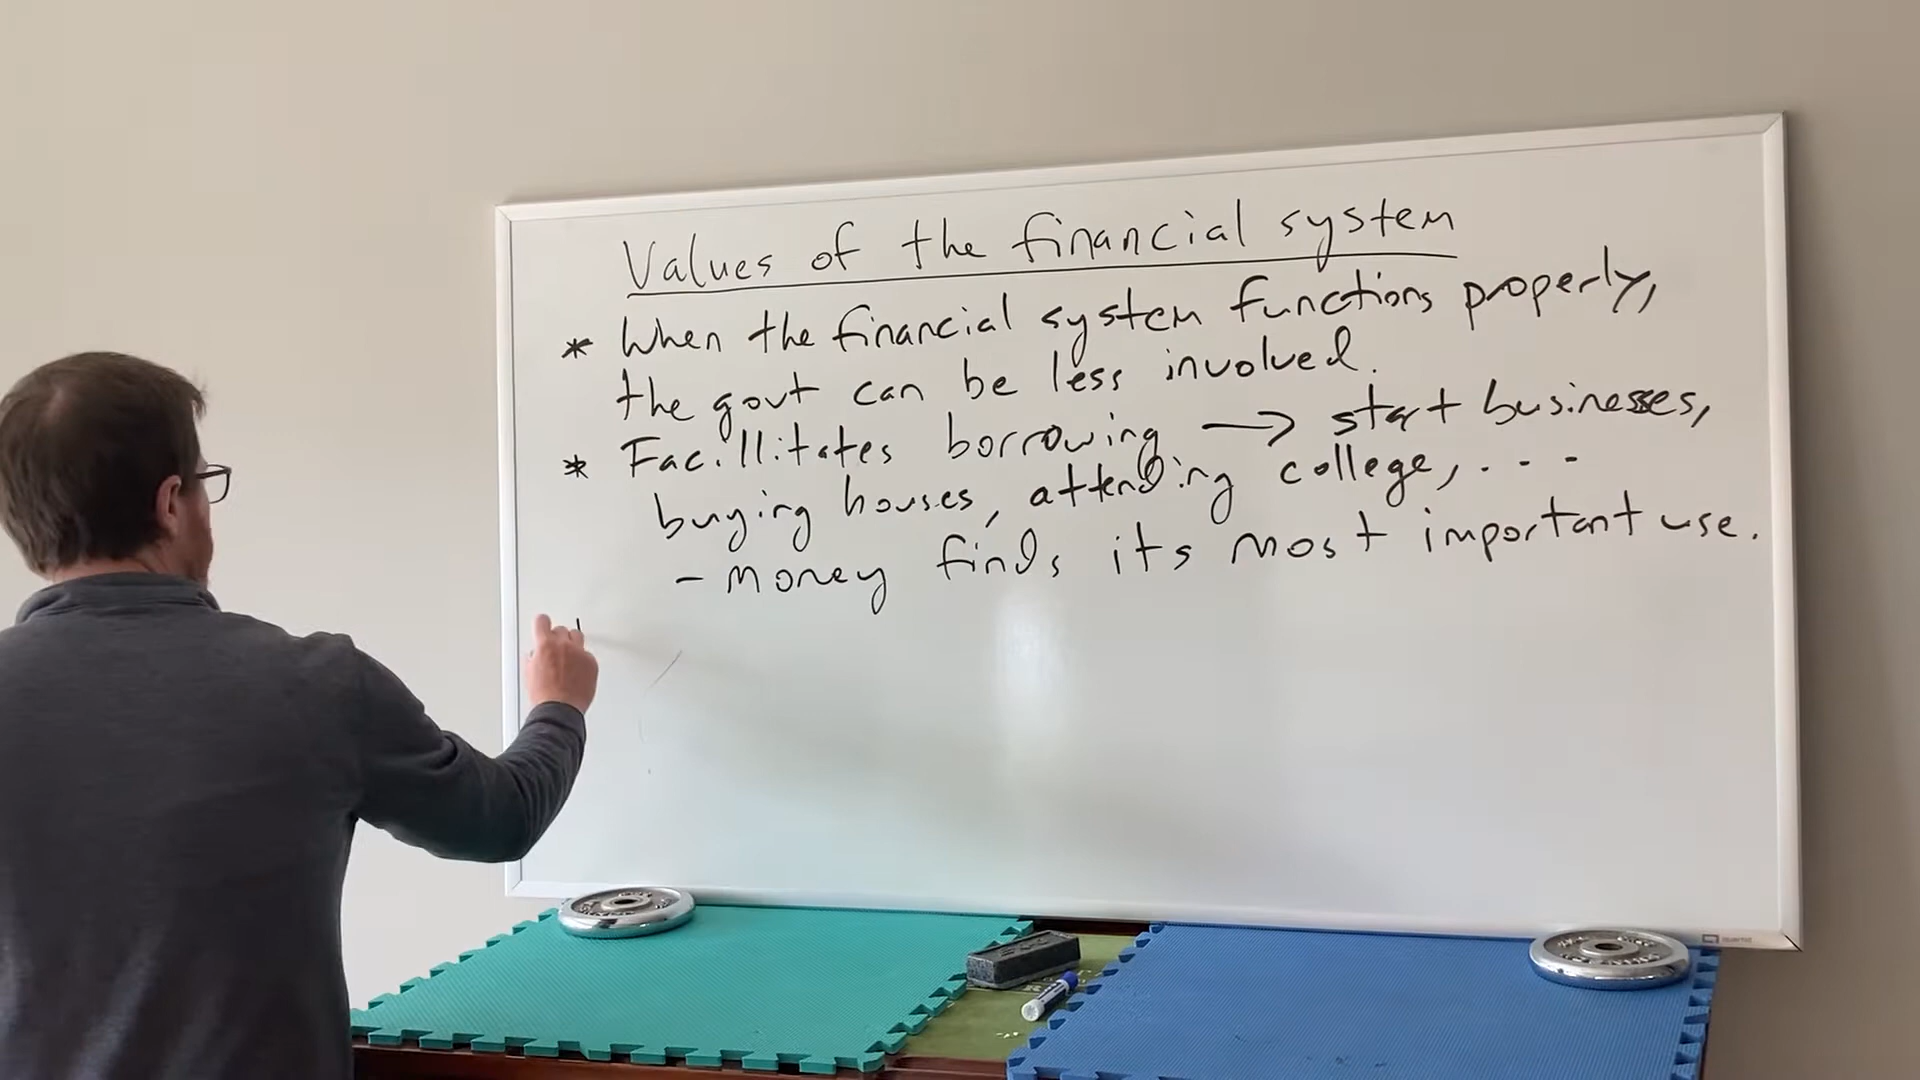 Values of the financial system
* When the financial system functions properly,
the govt can be less involved.
* Facillitates borrowing → start businesses,
buying houses, attending college, . . .
- Money finds its most important use.